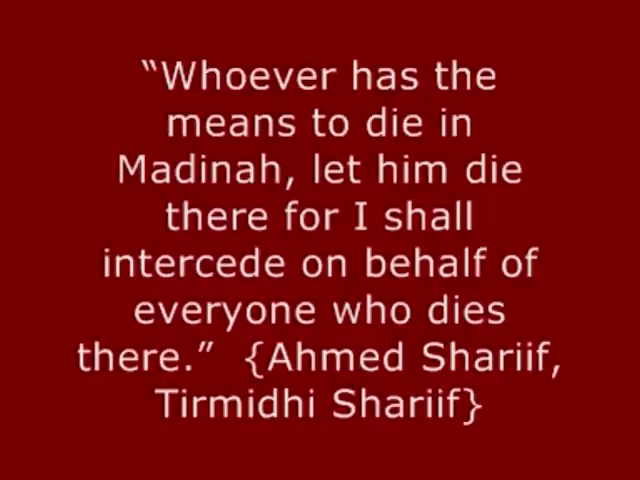 “Whoever has the
means to die in
Madinah, let him die
there for I shall
intercede on behalf of
everyone who dies
there.” {Ahmed Shariif,
Tirmidhi Shariif}